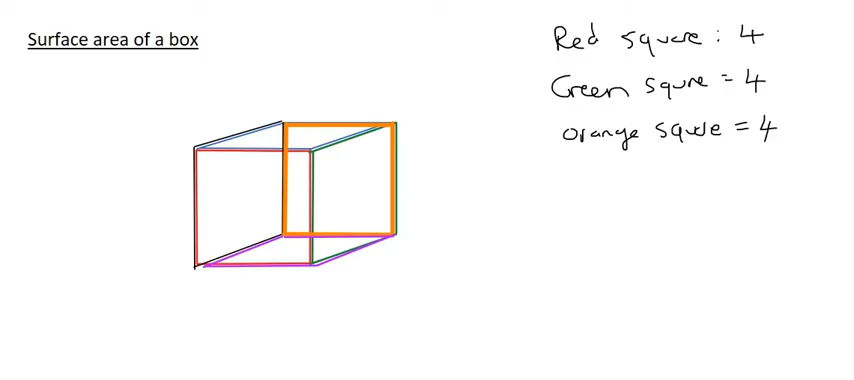 Surface area of a box
Red square : 4
Green squre = 4
orange squre = 4